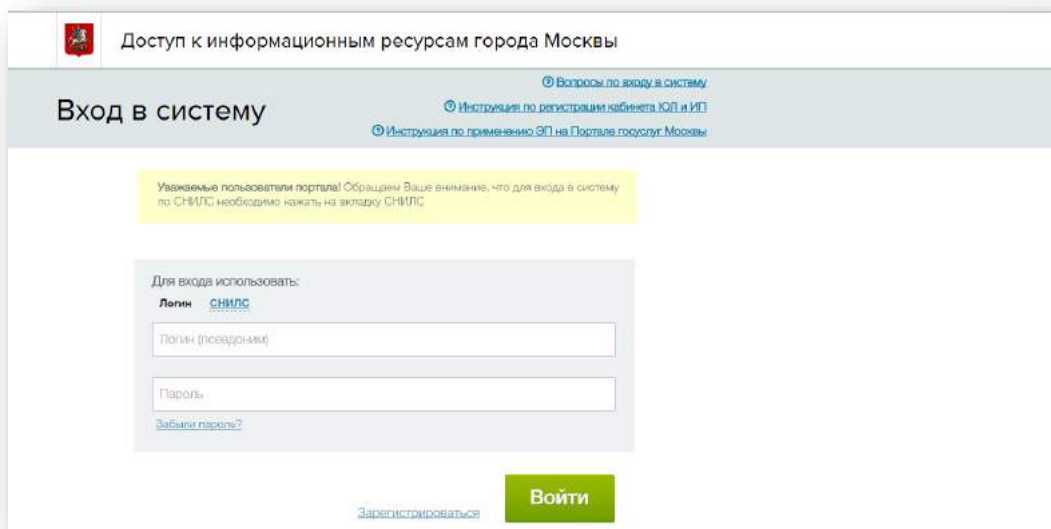 Доступ к информационным ресурсам города Москвы
Вопросы по входу в систему
Вход в систему
Инструкция по регистрации кабинета ЮЛ и ИП
Инструкция по применению ЭП на Портале госуслуг Москвы
Уважаемые пользователи портала! Обращаем Ваше внимание, что для входа в систему
по СНИЛС необходимо нажать на вкладку СНИЛС
Для входа использовать:
Логин СНИЛС
Логин (псевдоним)
Пароль
Забыли пароль?
Зарегистрироваться Войти